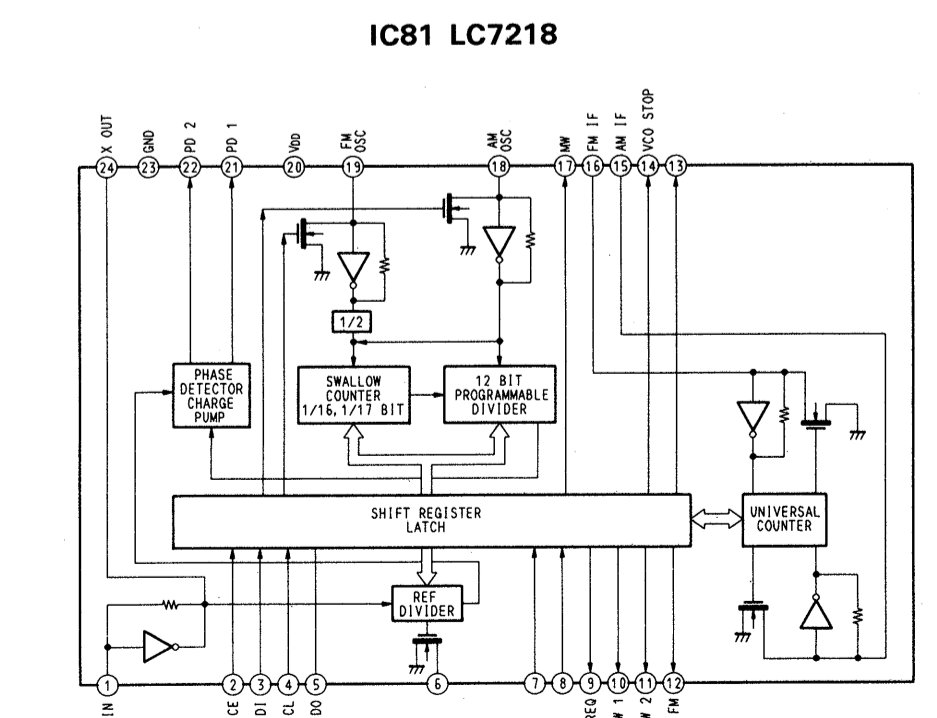 IC81 LC7218
X OUT
GND
PD 2
PD 1
VDD
FM OSC
AM OSC
MW
FM IF
AM IF
VCO STOP
24
23
22
21
20
19
18
17
16
15
14
13
1/2
PHASE
DETECTOR
CHARGE
PUMP
SWALLOW
COUNTER
1/16, 1/17 BIT
12 BIT
PROGRAMMABLE
DIVIDER
SHIFT REGISTER
LATCH
UNIVERSAL
COUNTER
REF
DIVIDER
1
2
3
4
5
6
7
8
9
10
11
12
IN
CE
DI
CL
DO
REQ
W 1
W 2
FM